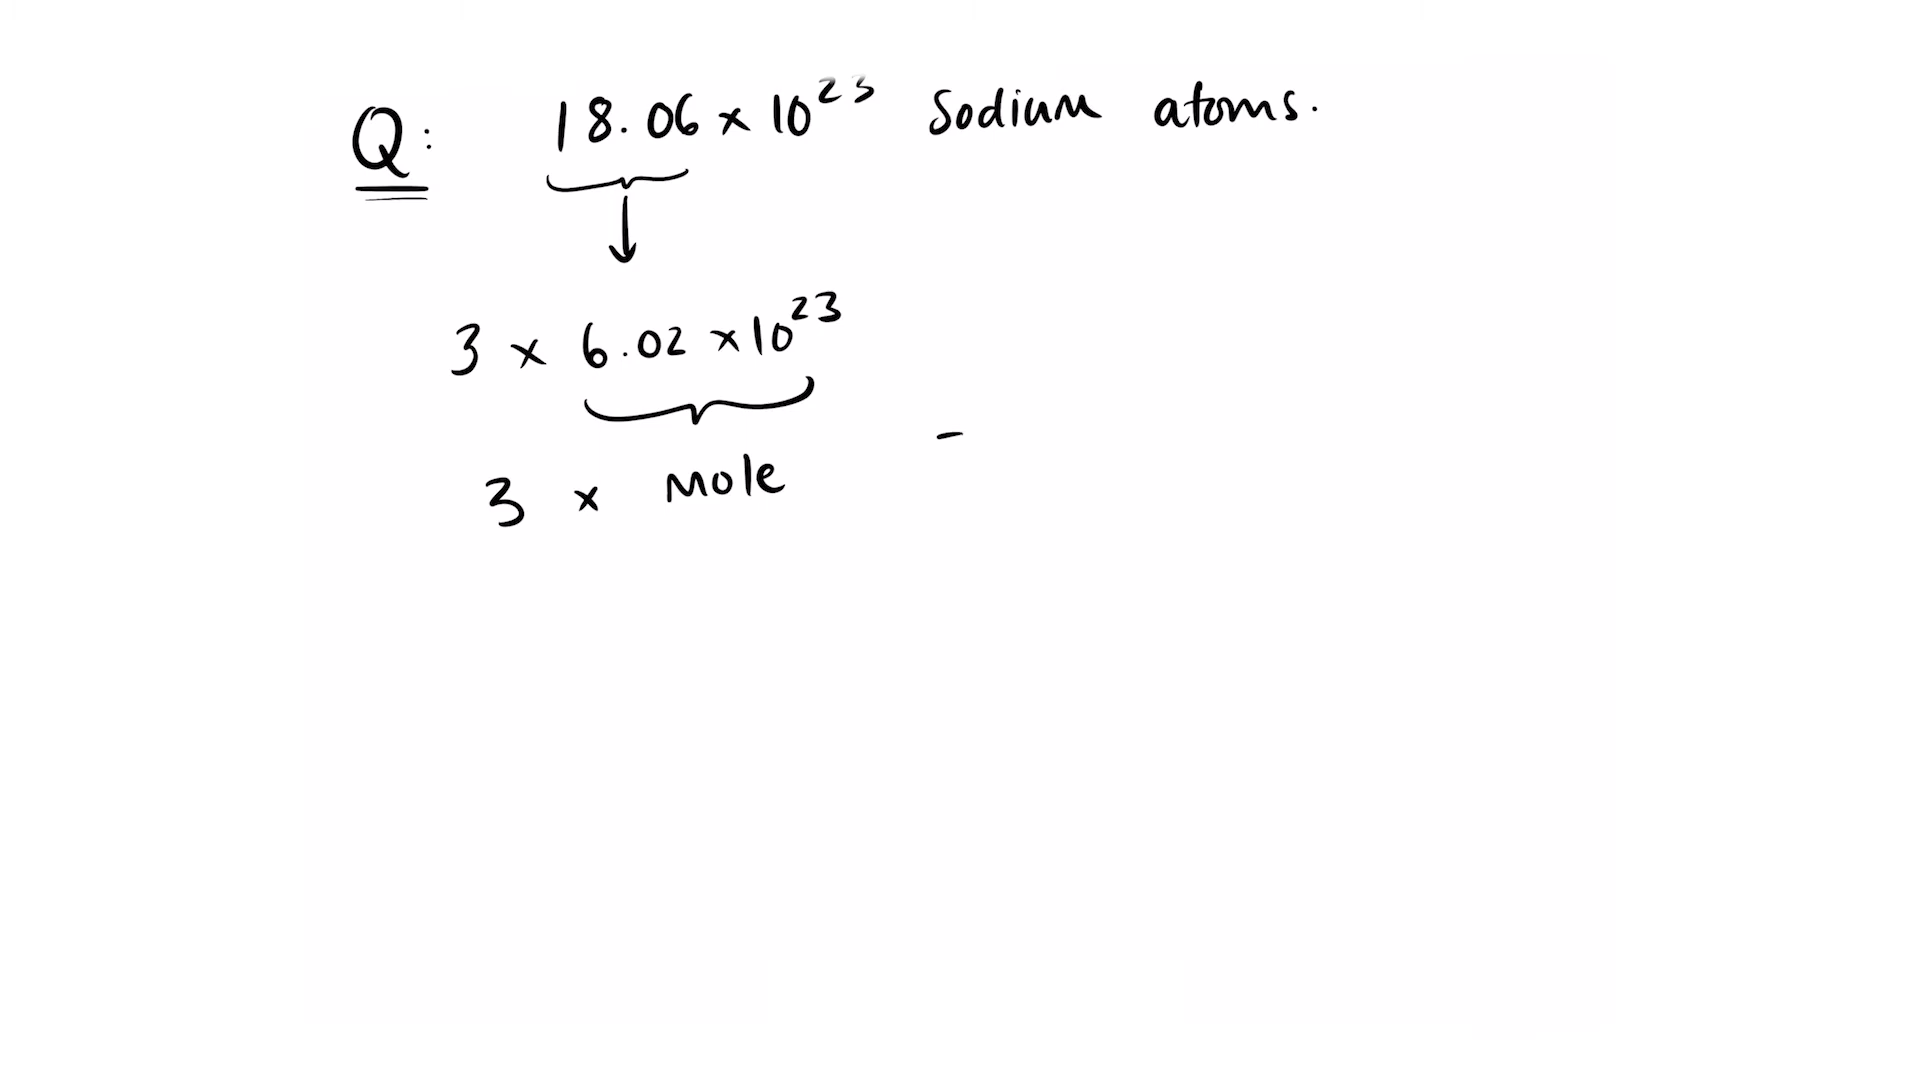 Q: 18.06 × 10²³ Sodium atoms.
3 × 6.02 × 10²³
3 × Mole –